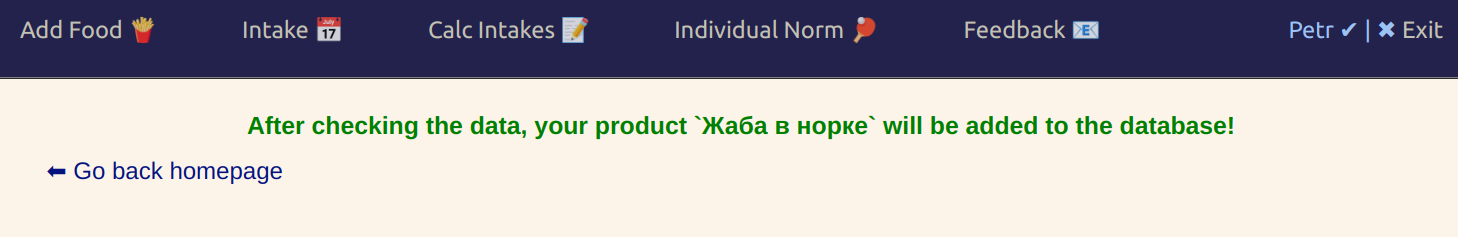 Add Food Intake Calc Intakes Individual Norm Feedback Petr ✔ | ✖ Exit
After checking the data, your product `Жаба в норке` will be added to the database!
⬅ Go back homepage